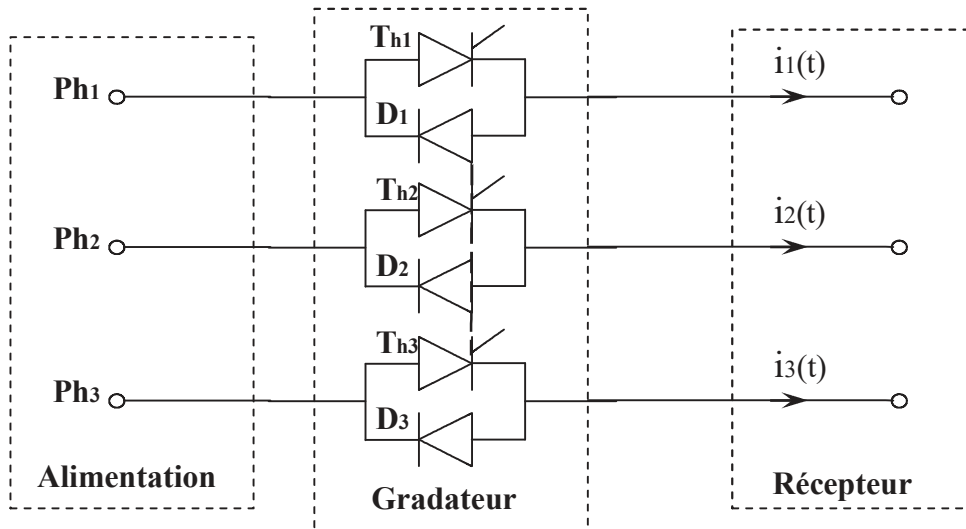 Th1
i1(t)
Ph1
D1
Th2
i2(t)
Ph2
D2
Th3
i3(t)
Ph3
D3
Alimentation
Gradateur
Récepteur